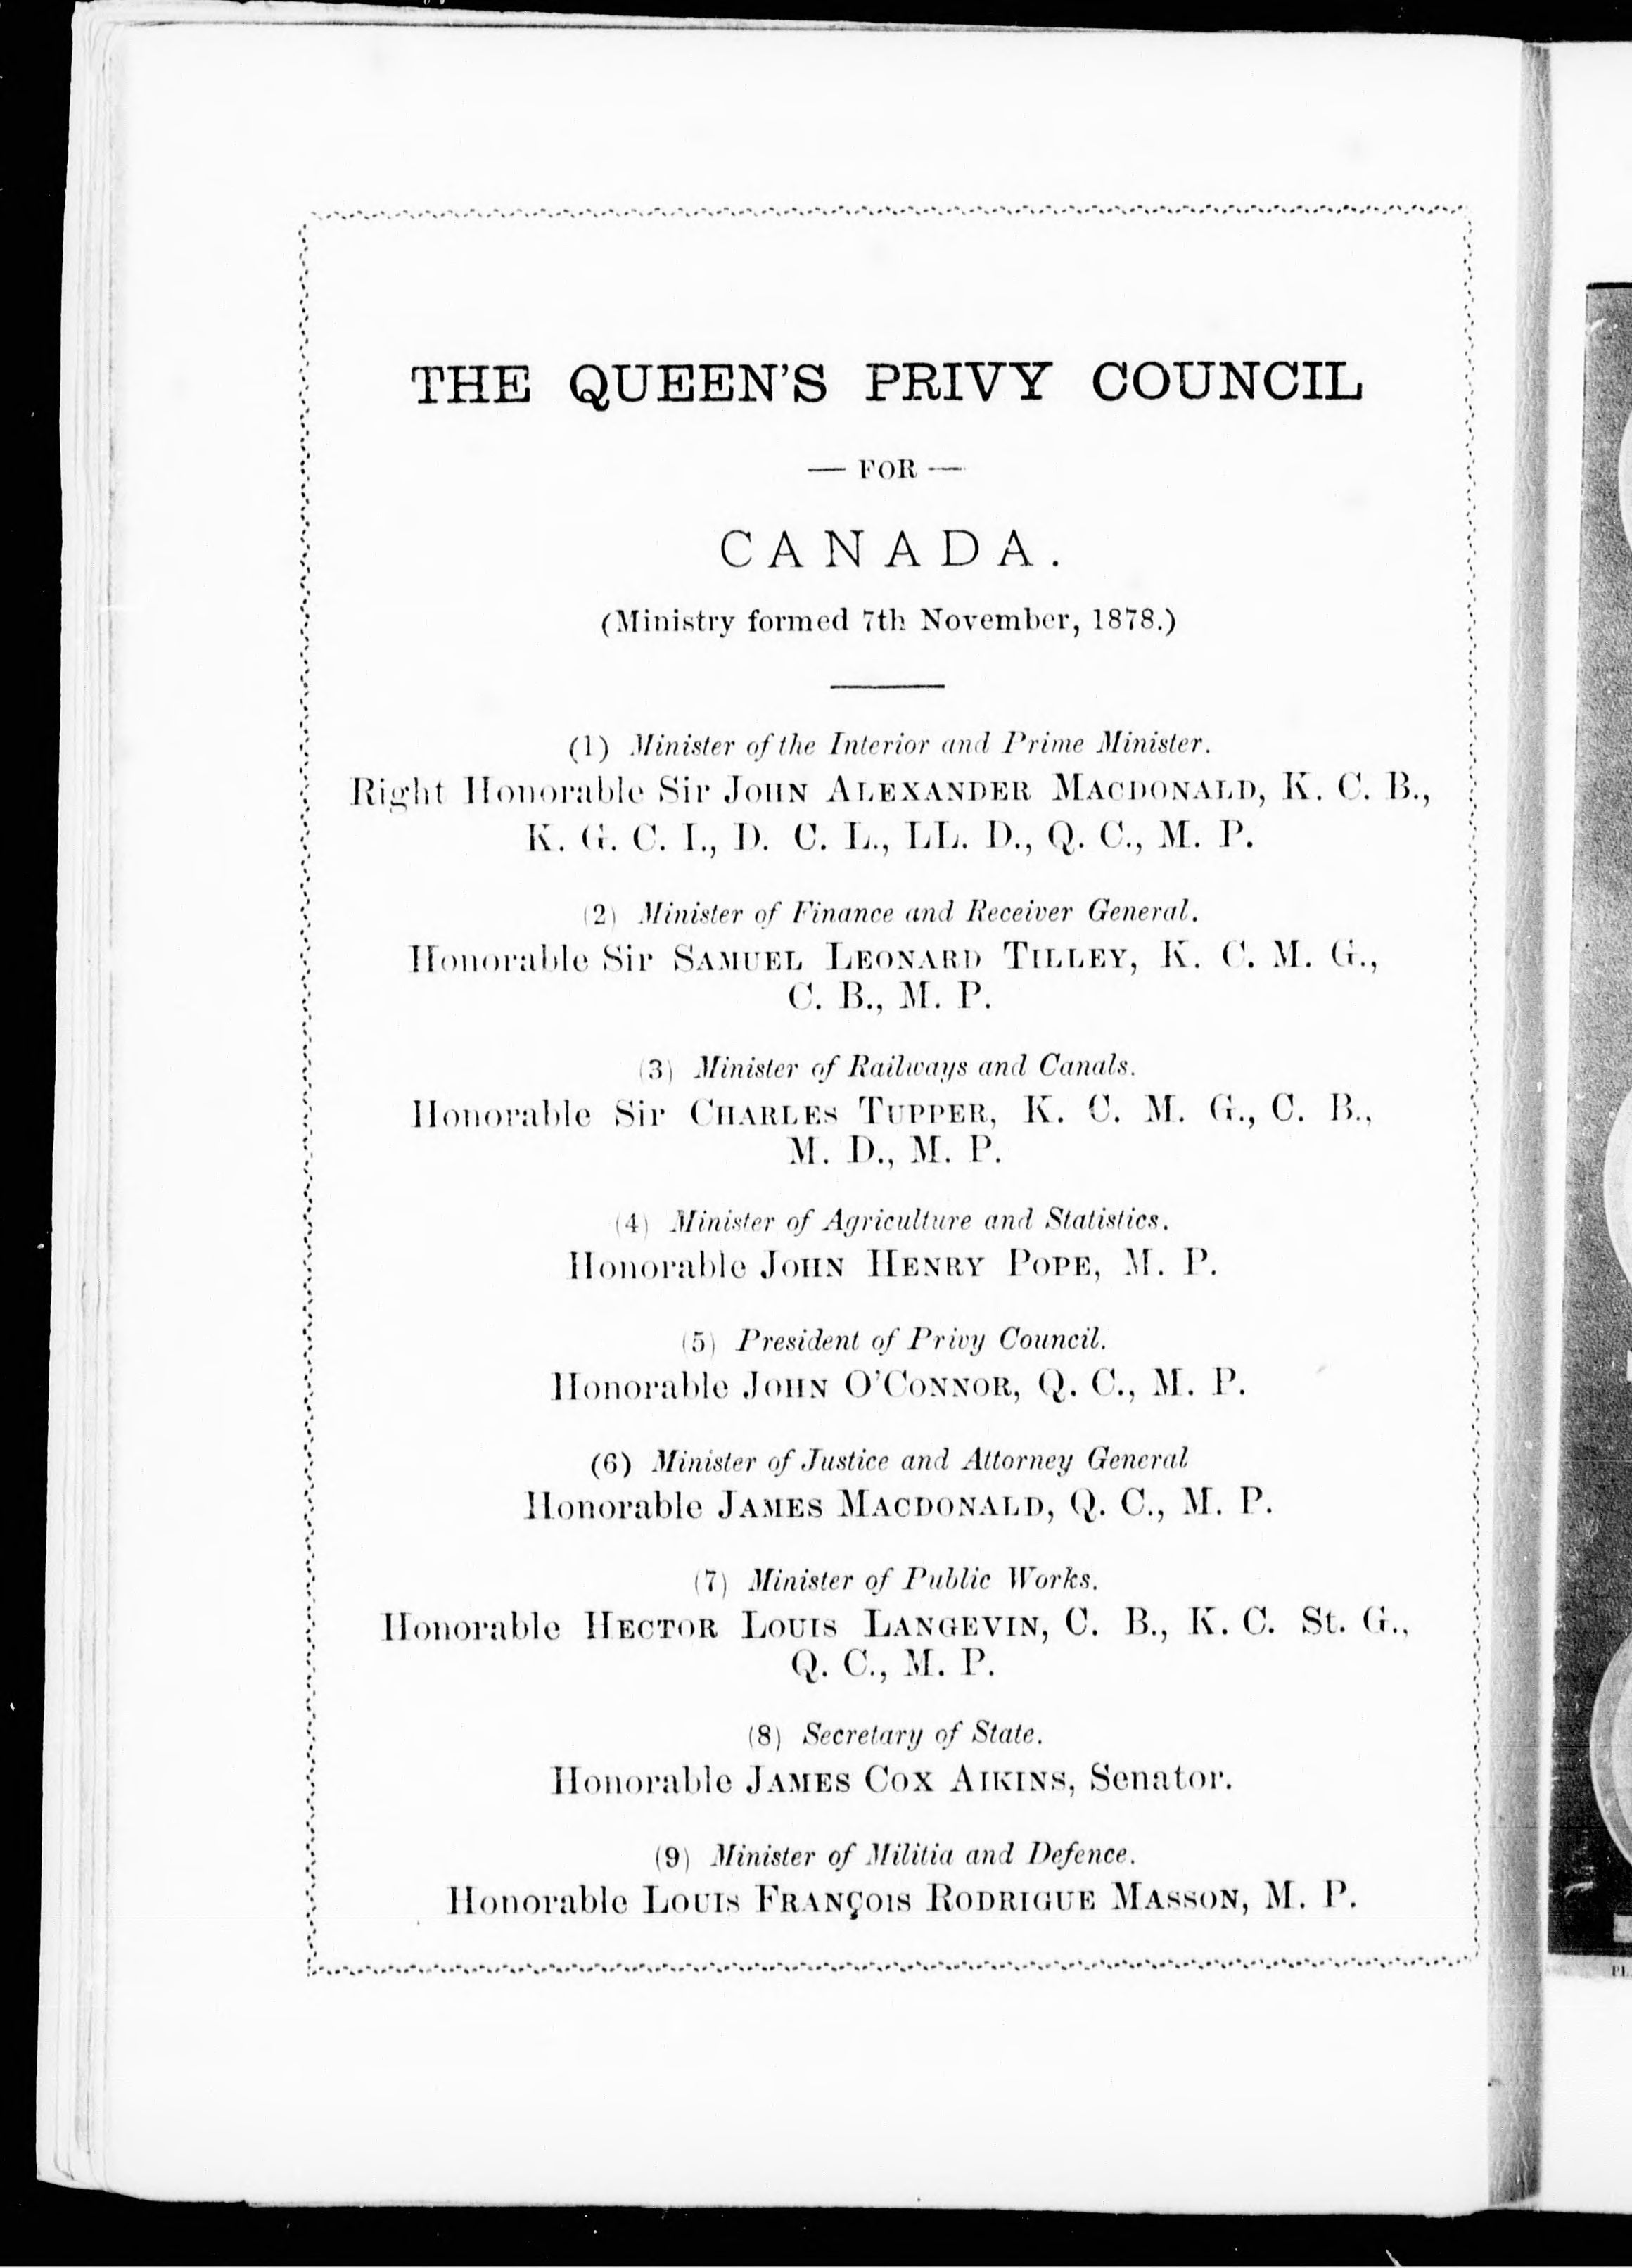 THE QUEEN'S PRIVY COUNCIL
— FOR —
CANADA.
(Ministry formed 7th November, 1878.)
(1) Minister of the Interior and Prime Minister.
Right Honorable Sir JOHN ALEXANDER MACDONALD, K. C. B.,
K. G. C. I., D. C. L., LL. D., Q. C., M. P.
(2) Minister of Finance and Receiver General.
Honorable Sir SAMUEL LEONARD TILLEY, K. C. M. G.,
C. B., M. P.
(3) Minister of Railways and Canals.
Honorable Sir CHARLES TUPPER, K. C. M. G., C. B.,
M. D., M. P.
(4) Minister of Agriculture and Statistics.
Honorable JOHN HENRY POPE, M. P.
(5) President of Privy Council.
Honorable JOHN O'CONNOR, Q. C., M. P.
(6) Minister of Justice and Attorney General
Honorable JAMES MACDONALD, Q. C., M. P.
(7) Minister of Public Works.
Honorable HECTOR LOUIS LANGEVIN, C. B., K. C. St. G.,
Q. C., M. P.
(8) Secretary of State.
Honorable JAMES COX AIKINS, Senator.
(9) Minister of Militia and Defence.
Honorable LOUIS FRANÇOIS RODRIGUE MASSON, M. P.